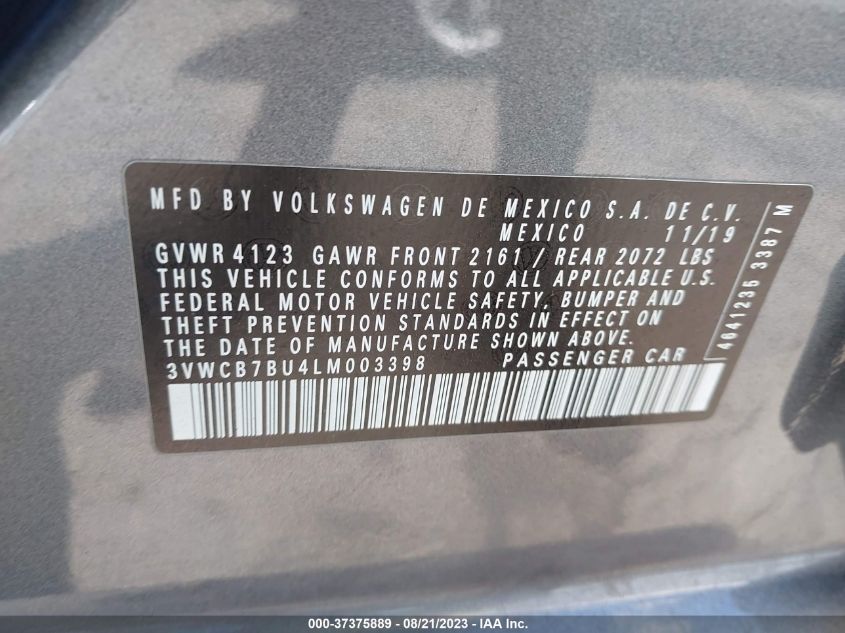 MFD BY VOLKSWAGEN DE MEXICO S.A. DE C.V.
MEXICO 11/19
GVWR 4123 GAWR FRONT 2161 / REAR 2072 LBS
THIS VEHICLE CONFORMS TO ALL APPLICABLE U.S.
FEDERAL MOTOR VEHICLE SAFETY, BUMPER AND
THEFT PREVENTION STANDARDS IN EFFECT ON
THE DATE OF MANUFACTURE SHOWN ABOVE.
3VWCB7BU4LM003398 PASSENGER CAR
4641235 3387 M
000-37375889 - 08/21/2023 - IAA Inc.